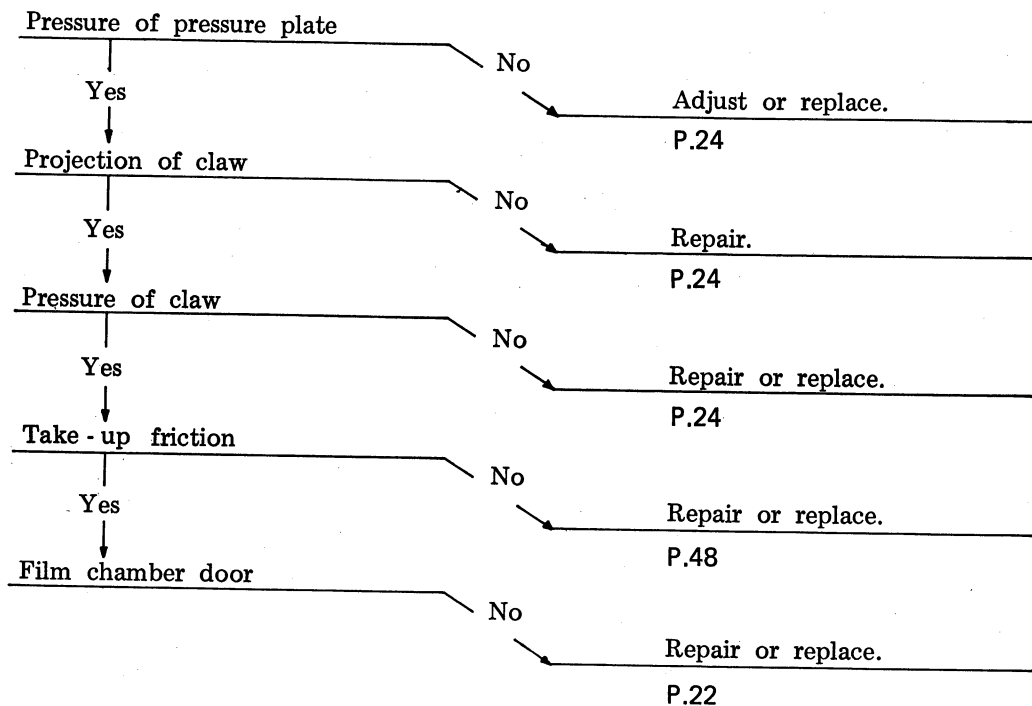 Pressure of pressure plate
No
Yes
Adjust or replace.
P.24
Projection of claw
No
Yes
Repair.
P.24
Pressure of claw
No
Yes
Repair or replace.
P.24
Take - up friction
No
Yes
Repair or replace.
P.48
Film chamber door
No
Repair or replace.
P.22